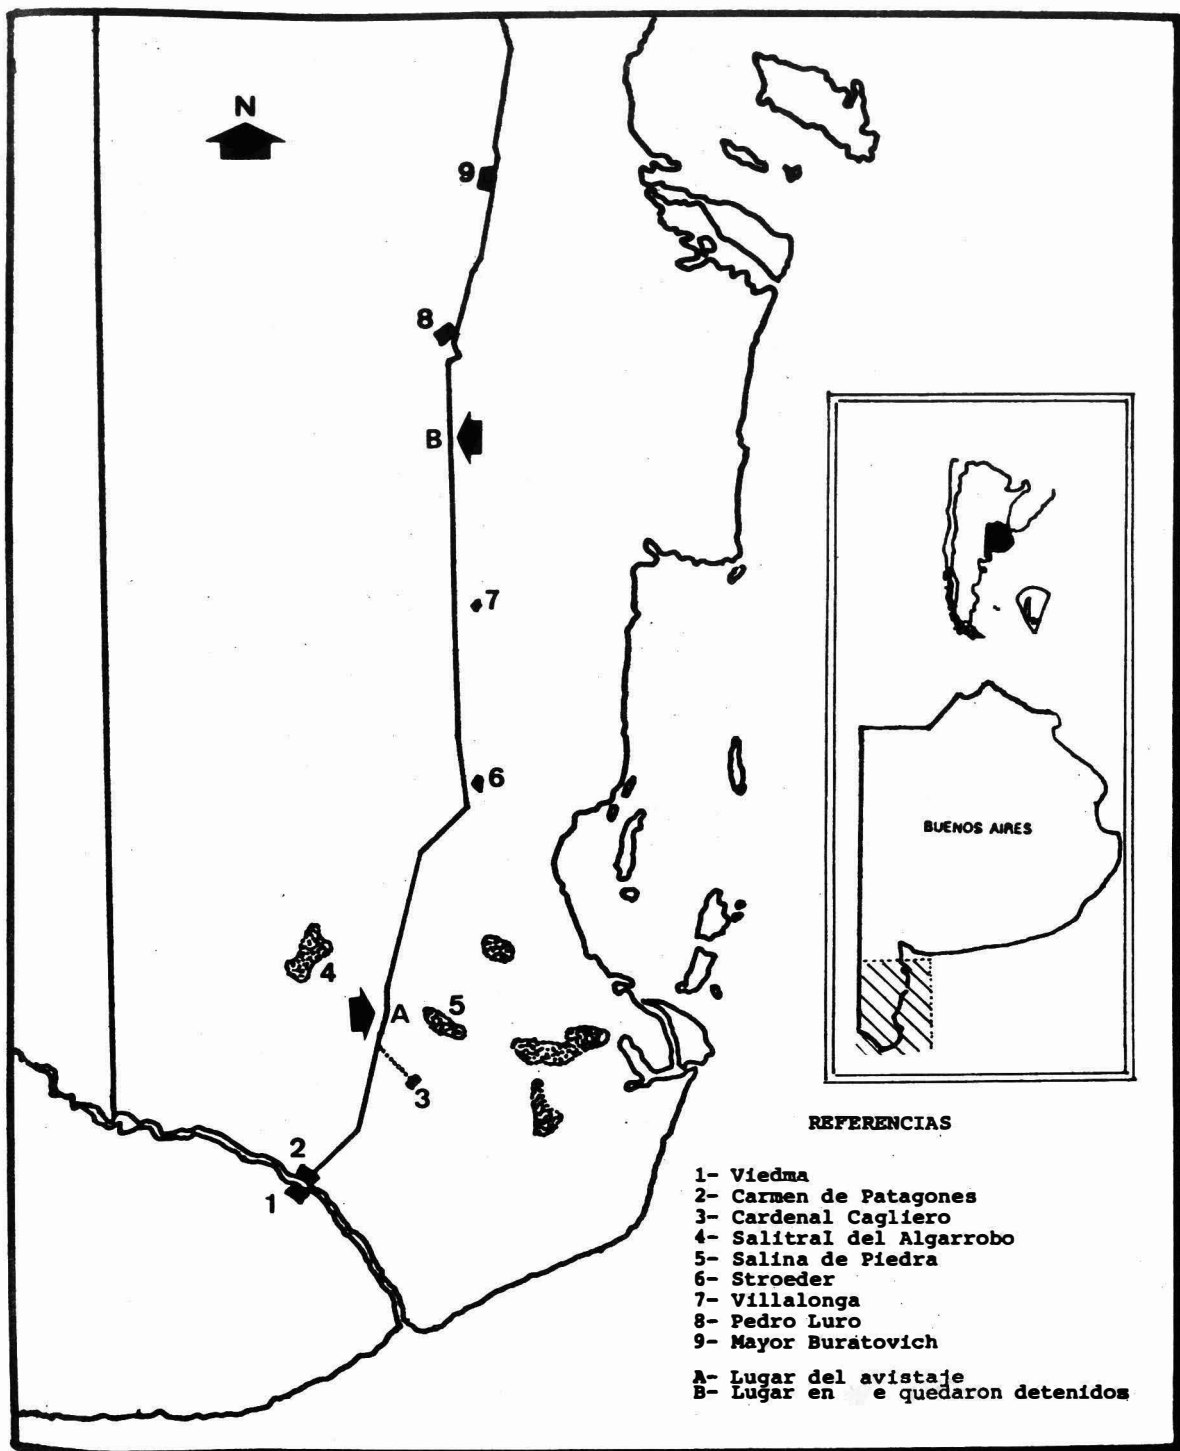 N
9
8
B
7
6
4
A
5
3
2
1
BUENOS AIRES
REFERENCIAS
1- Viedma
2- Carmen de Patagones
3- Cardenal Cagliero
4- Salitral del Algarrobo
5- Salina de Piedra
6- Stroeder
7- Villalonga
8- Pedro Luro
9- Mayor Buratovich
A- Lugar del avistaje
B- Lugar en e quedaron detenidos